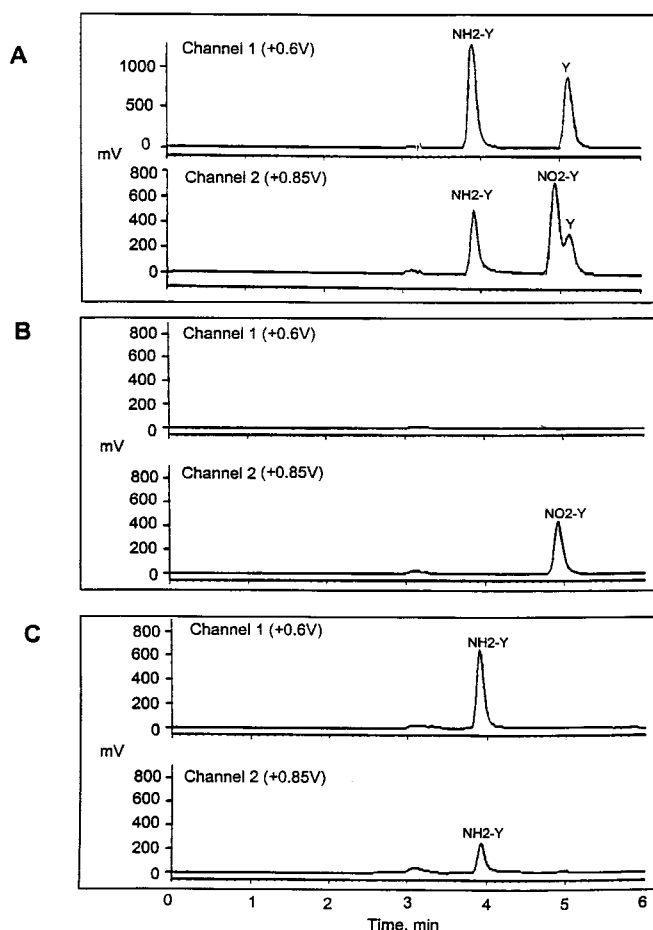 A
Channel 1 (+0.6V)
NH2-Y
Y
1000
500
0
mV
Channel 2 (+0.85V)
NH2-Y
NO2-Y
Y
800
600
400
200
0
B
Channel 1 (+0.6V)
800
600
400
200
0
mV
Channel 2 (+0.85V)
NO2-Y
800
600
400
200
0
C
Channel 1 (+0.6V)
NH2-Y
800
600
400
200
0
mV
Channel 2 (+0.85V)
NH2-Y
800
600
400
200
0
0 1 2 3 4 5 6
Time, min